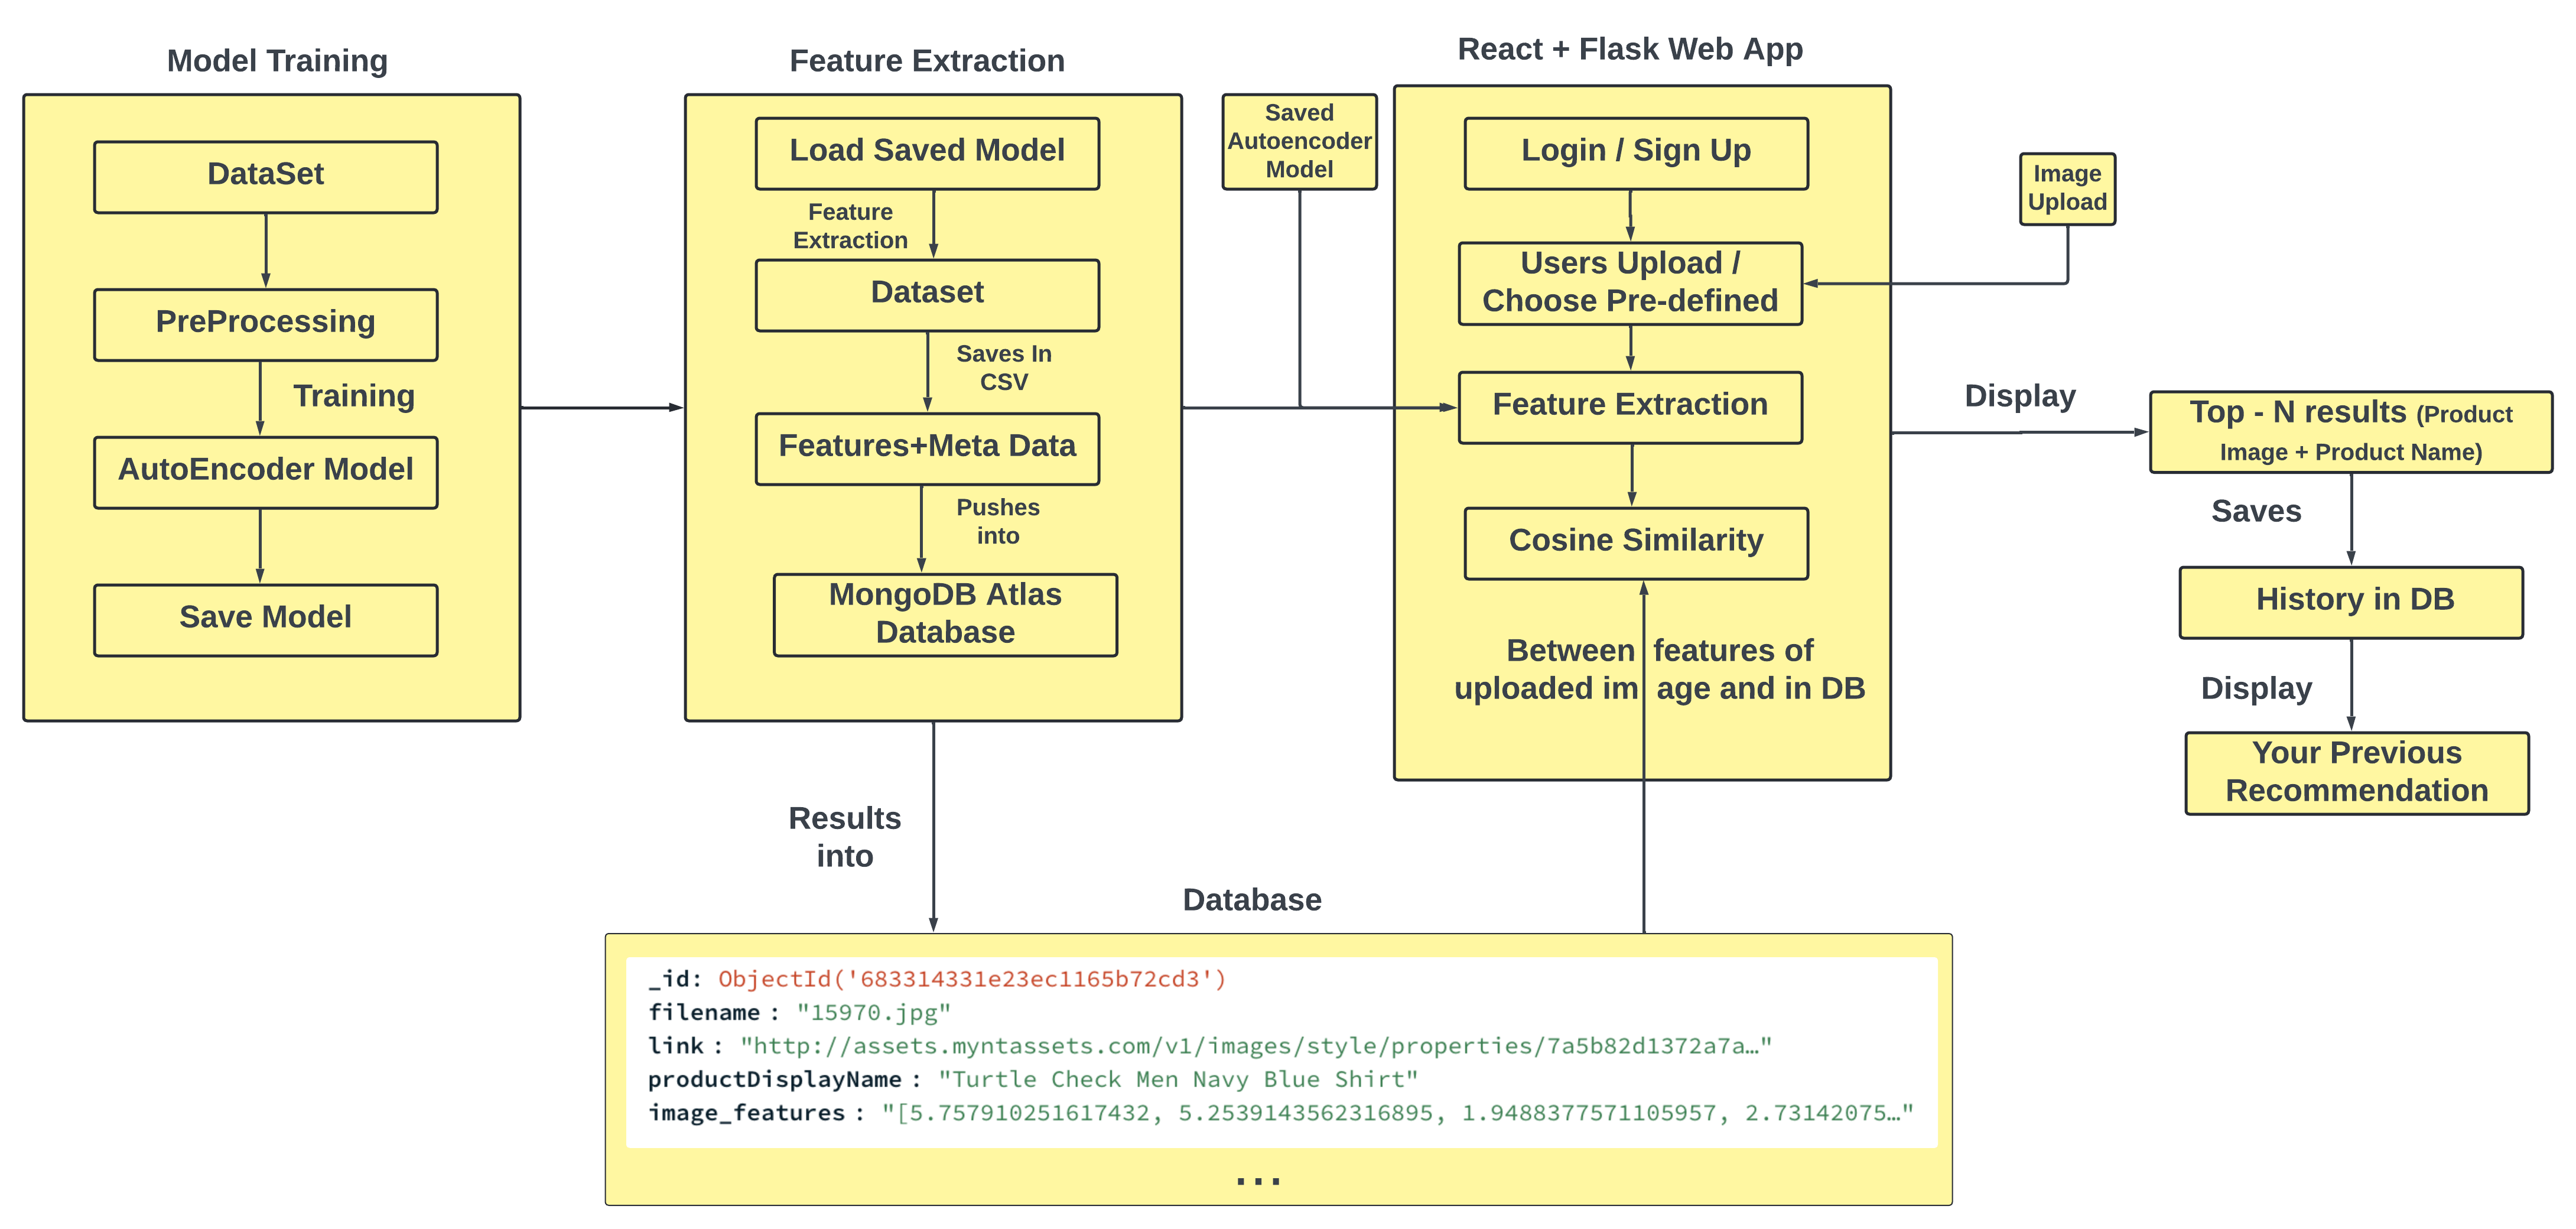 Model Training
DataSet
PreProcessing
Training
AutoEncoder Model
Save Model
Feature Extraction
Load Saved Model
Feature
Extraction
Dataset
Saves In
CSV
Features+Meta Data
Pushes
into
MongoDB Atlas
Database
Results
into
Saved
Autoencoder
Model
React + Flask Web App
Login / Sign Up
Users Upload /
Choose Pre-defined
Feature Extraction
Cosine Similarity
Between features of
uploaded im age and in DB
Image
Upload
Display
Top - N results (Product
Image + Product Name)
Saves
History in DB
Display
Your Previous
Recommendation
Database
_id: ObjectId('683314331e23ec1165b72cd3')
filename : "15970.jpg"
link : "http://assets.myntassets.com/v1/images/style/properties/7a5b82d1372a7a…"
productDisplayName : "Turtle Check Men Navy Blue Shirt"
image_features : "[5.757910251617432, 5.2539143562316895, 1.9488377571105957, 2.73142075…"
...